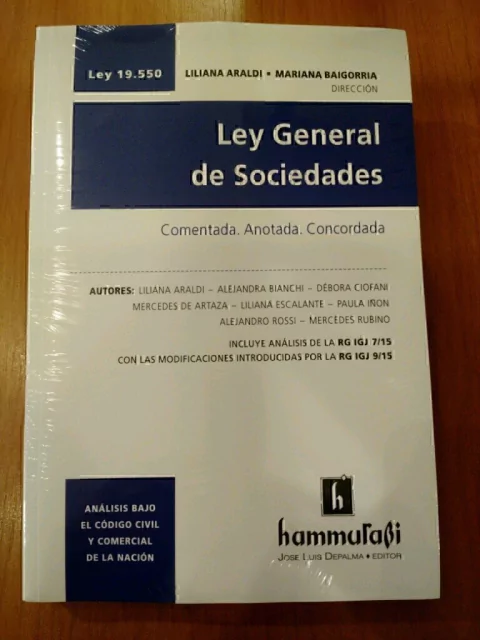 Ley 19.550
LILIANA ARALDI • MARIANA BAIGORRIA
DIRECCIÓN
Ley General
de Sociedades
Comentada. Anotada. Concordada
AUTORES: LILIANA ARALDI – ALEJANDRA BIANCHI – DÉBORA CIOFANI
MERCEDES DE ARTAZA – LILIANA ESCALANTE – PAULA IÑON
ALEJANDRO ROSSI – MERCEDES RUBINO
INCLUYE ANÁLISIS DE LA RG IGJ 7/15
CON LAS MODIFICACIONES INTRODUCIDAS POR LA RG IGJ 9/15
ANÁLISIS BAJO
EL CÓDIGO CIVIL
Y COMERCIAL
DE LA NACIÓN
h
hammurabi
JOSE LUIS DEPALMA • EDITOR